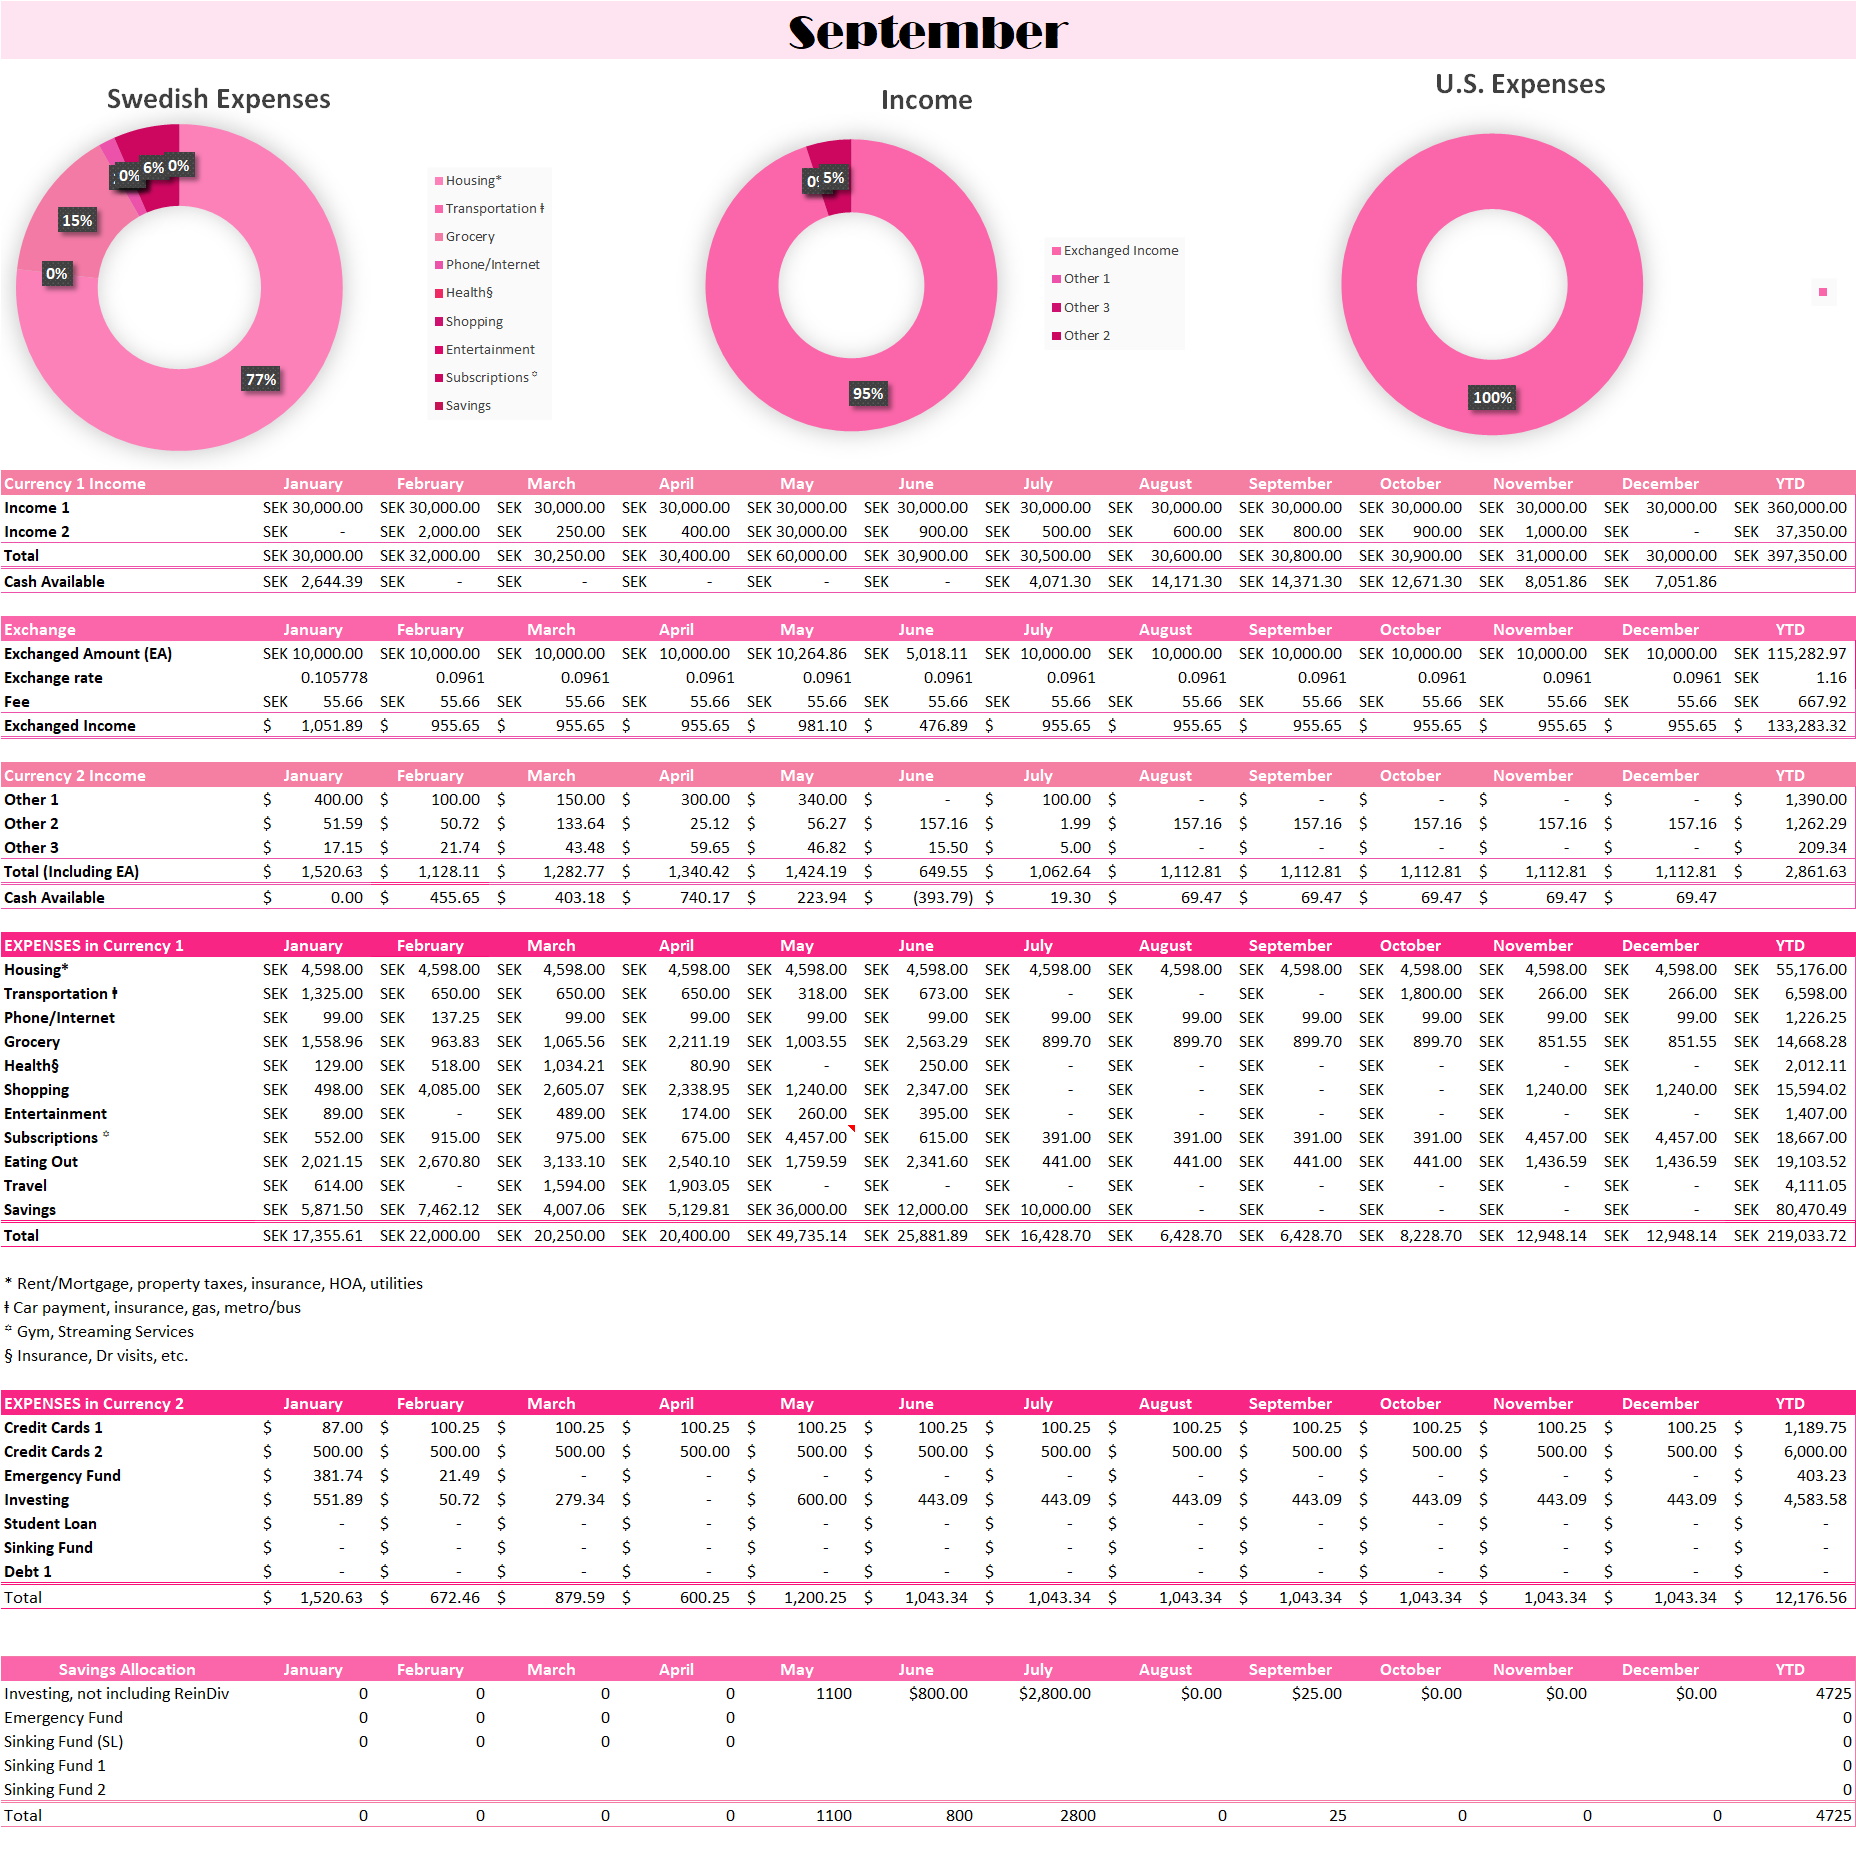 September
Swedish Expenses
Income
U.S. Expenses
0% 6% 0%
15%
0%
77%
Housing*
Transportation ǂ
Grocery
Phone/Internet
Health§
Shopping
Entertainment
Subscriptions ✡
Savings
5%
95%
Exchanged Income
Other 1
Other 3
Other 2
100%
Currency 1 Income January February March April May June July August September October November December YTD
Income 1 SEK 30,000.00 SEK 30,000.00 SEK 30,000.00 SEK 30,000.00 SEK 30,000.00 SEK 30,000.00 SEK 30,000.00 SEK 30,000.00 SEK 30,000.00 SEK 30,000.00 SEK 30,000.00 SEK 30,000.00 SEK 360,000.00
Income 2 SEK - SEK 2,000.00 SEK 250.00 SEK 400.00 SEK 30,000.00 SEK 900.00 SEK 500.00 SEK 600.00 SEK 800.00 SEK 900.00 SEK 1,000.00 SEK - SEK 37,350.00
Total SEK 30,000.00 SEK 32,000.00 SEK 30,250.00 SEK 30,400.00 SEK 60,000.00 SEK 30,900.00 SEK 30,500.00 SEK 30,600.00 SEK 30,800.00 SEK 30,900.00 SEK 31,000.00 SEK 30,000.00 SEK 397,350.00
Cash Available SEK 2,644.39 SEK - SEK - SEK - SEK - SEK - SEK 4,071.30 SEK 14,171.30 SEK 14,371.30 SEK 12,671.30 SEK 8,051.86 SEK 7,051.86
Exchange January February March April May June July August September October November December YTD
Exchanged Amount (EA) SEK 10,000.00 SEK 10,000.00 SEK 10,000.00 SEK 10,000.00 SEK 10,264.86 SEK 5,018.11 SEK 10,000.00 SEK 10,000.00 SEK 10,000.00 SEK 10,000.00 SEK 10,000.00 SEK 10,000.00 SEK 115,282.97
Exchange rate 0.105778 0.0961 0.0961 0.0961 0.0961 0.0961 0.0961 0.0961 0.0961 0.0961 0.0961 0.0961 SEK 1.16
Fee SEK 55.66 SEK 55.66 SEK 55.66 SEK 55.66 SEK 55.66 SEK 55.66 SEK 55.66 SEK 55.66 SEK 55.66 SEK 55.66 SEK 55.66 SEK 55.66 SEK 667.92
Exchanged Income $ 1,051.89 $ 955.65 $ 955.65 $ 955.65 $ 981.10 $ 476.89 $ 955.65 $ 955.65 $ 955.65 $ 955.65 $ 955.65 $ 955.65 $ 133,283.32
Currency 2 Income January February March April May June July August September October November December YTD
Other 1 $ 400.00 $ 100.00 $ 150.00 $ 300.00 $ 340.00 $ - $ 100.00 $ - $ - $ - $ - $ - $ 1,390.00
Other 2 $ 51.59 $ 50.72 $ 133.64 $ 25.12 $ 56.27 $ 157.16 $ 1.99 $ 157.16 $ 157.16 $ 157.16 $ 157.16 $ 157.16 $ 1,262.29
Other 3 $ 17.15 $ 21.74 $ 43.48 $ 59.65 $ 46.82 $ 15.50 $ 5.00 $ - $ - $ - $ - $ - $ 209.34
Total (Including EA) $ 1,520.63 $ 1,128.11 $ 1,282.77 $ 1,340.42 $ 1,424.19 $ 649.55 $ 1,062.64 $ 1,112.81 $ 1,112.81 $ 1,112.81 $ 1,112.81 $ 1,112.81 $ 2,861.63
Cash Available $ 0.00 $ 455.65 $ 403.18 $ 740.17 $ 223.94 $ (393.79) $ 19.30 $ 69.47 $ 69.47 $ 69.47 $ 69.47 $ 69.47
EXPENSES in Currency 1 January February March April May June July August September October November December YTD
Housing* SEK 4,598.00 SEK 4,598.00 SEK 4,598.00 SEK 4,598.00 SEK 4,598.00 SEK 4,598.00 SEK 4,598.00 SEK 4,598.00 SEK 4,598.00 SEK 4,598.00 SEK 4,598.00 SEK 4,598.00 SEK 55,176.00
Transportation ǂ SEK 1,325.00 SEK 650.00 SEK 650.00 SEK 650.00 SEK 318.00 SEK 673.00 SEK - SEK - SEK - SEK 1,800.00 SEK 266.00 SEK 266.00 SEK 6,598.00
Phone/Internet SEK 99.00 SEK 137.25 SEK 99.00 SEK 99.00 SEK 99.00 SEK 99.00 SEK 99.00 SEK 99.00 SEK 99.00 SEK 99.00 SEK 99.00 SEK 99.00 SEK 1,226.25
Grocery SEK 1,558.96 SEK 963.83 SEK 1,065.56 SEK 2,211.19 SEK 1,003.55 SEK 2,563.29 SEK 899.70 SEK 899.70 SEK 899.70 SEK 899.70 SEK 851.55 SEK 851.55 SEK 14,668.28
Health§ SEK 129.00 SEK 518.00 SEK 1,034.21 SEK 80.90 SEK - SEK 250.00 SEK - SEK - SEK - SEK - SEK - SEK - SEK 2,012.11
Shopping SEK 498.00 SEK 4,085.00 SEK 2,605.07 SEK 2,338.95 SEK 1,240.00 SEK 2,347.00 SEK - SEK - SEK - SEK - SEK 1,240.00 SEK 1,240.00 SEK 15,594.02
Entertainment SEK 89.00 SEK - SEK 489.00 SEK 174.00 SEK 260.00 SEK 395.00 SEK - SEK - SEK - SEK - SEK - SEK - SEK 1,407.00
Subscriptions ✡ SEK 552.00 SEK 915.00 SEK 975.00 SEK 675.00 SEK 4,457.00 SEK 615.00 SEK 391.00 SEK 391.00 SEK 391.00 SEK 391.00 SEK 4,457.00 SEK 4,457.00 SEK 18,667.00
Eating Out SEK 2,021.15 SEK 2,670.80 SEK 3,133.10 SEK 2,540.10 SEK 1,759.59 SEK 2,341.60 SEK 441.00 SEK 441.00 SEK 441.00 SEK 441.00 SEK 1,436.59 SEK 1,436.59 SEK 19,103.52
Travel SEK 614.00 SEK - SEK 1,594.00 SEK 1,903.05 SEK - SEK - SEK - SEK - SEK - SEK - SEK - SEK - SEK 4,111.05
Savings SEK 5,871.50 SEK 7,462.12 SEK 4,007.06 SEK 5,129.81 SEK 36,000.00 SEK 12,000.00 SEK 10,000.00 SEK - SEK - SEK - SEK - SEK - SEK 80,470.49
Total SEK 17,355.61 SEK 22,000.00 SEK 20,250.00 SEK 20,400.00 SEK 49,735.14 SEK 25,881.89 SEK 16,428.70 SEK 6,428.70 SEK 6,428.70 SEK 8,228.70 SEK 12,948.14 SEK 12,948.14 SEK 219,033.72
* Rent/Mortgage, property taxes, insurance, HOA, utilities
ǂ Car payment, insurance, gas, metro/bus
✡ Gym, Streaming Services
§ Insurance, Dr visits, etc.
EXPENSES in Currency 2 January February March April May June July August September October November December YTD
Credit Cards 1 $ 87.00 $ 100.25 $ 100.25 $ 100.25 $ 100.25 $ 100.25 $ 100.25 $ 100.25 $ 100.25 $ 100.25 $ 100.25 $ 100.25 $ 1,189.75
Credit Cards 2 $ 500.00 $ 500.00 $ 500.00 $ 500.00 $ 500.00 $ 500.00 $ 500.00 $ 500.00 $ 500.00 $ 500.00 $ 500.00 $ 500.00 $ 6,000.00
Emergency Fund $ 381.74 $ 21.49 $ - $ - $ - $ - $ - $ - $ - $ - $ - $ - $ 403.23
Investing $ 551.89 $ 50.72 $ 279.34 $ - $ 600.00 $ 443.09 $ 443.09 $ 443.09 $ 443.09 $ 443.09 $ 443.09 $ 443.09 $ 4,583.58
Student Loan $ - $ - $ - $ - $ - $ - $ - $ - $ - $ - $ - $ - $ -
Sinking Fund $ - $ - $ - $ - $ - $ - $ - $ - $ - $ - $ - $ - $ -
Debt 1 $ - $ - $ - $ - $ - $ - $ - $ - $ - $ - $ - $ - $ -
Total $ 1,520.63 $ 672.46 $ 879.59 $ 600.25 $ 1,200.25 $ 1,043.34 $ 1,043.34 $ 1,043.34 $ 1,043.34 $ 1,043.34 $ 1,043.34 $ 1,043.34 $ 12,176.56
Savings Allocation January February March April May June July August September October November December YTD
Investing, not including ReinDiv 0 0 0 0 1100 $800.00 $2,800.00 $0.00 $25.00 $0.00 $0.00 $0.00 4725
Emergency Fund 0 0 0 0 0
Sinking Fund (SL) 0 0 0 0 0
Sinking Fund 1 0
Sinking Fund 2 0
Total 0 0 0 0 1100 800 2800 0 25 0 0 0 4725